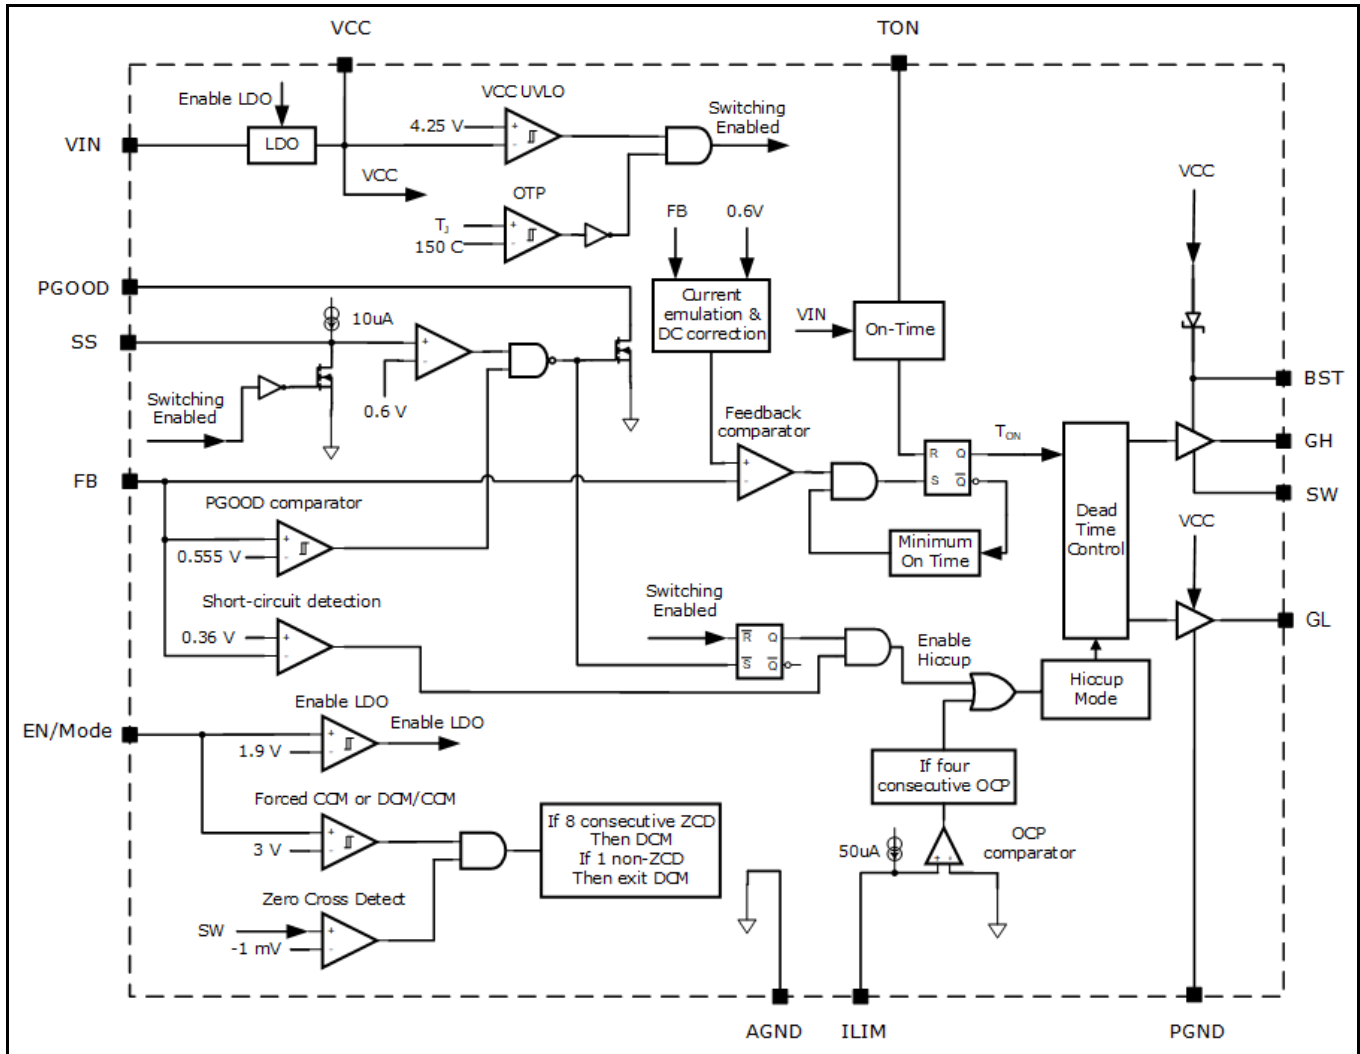 VCC
TON
Enable LDO
VCC UVLO
Switching
Enabled
4.25 V
+
-
VIN
LDO
VCC
OTP
TJ
150 C
+
-
FB
0.6V
VCC
PGOOD
Current
emulation &
DC correction
VIN
On-Time
10uA
SS
+
-
0.6 V
Switching
Enabled
BST
Feedback
comparator
TON
GH
+
-
R Q
S Q
FB
SW
PGOOD comparator
+
-
0.555 V
Minimum
On Time
Dead
Time
Control
VCC
Short-circuit detection
0.36 V
+
-
Switching
Enabled
R Q
S Q
Enable
Hiccup
GL
Hiccup
Mode
EN/Mode
Enable LDO
Enable LDO
+
-
1.9 V
If four
consecutive OCP
Forced CCM or DCM/CCM
+
-
3 V
If 8 consecutive ZCD
Then DCM
If 1 non-ZCD
Then exit DCM
50uA
OCP
comparator
+ -
Zero Cross Detect
SW
-1 mV
+
-
AGND
ILIM
PGND